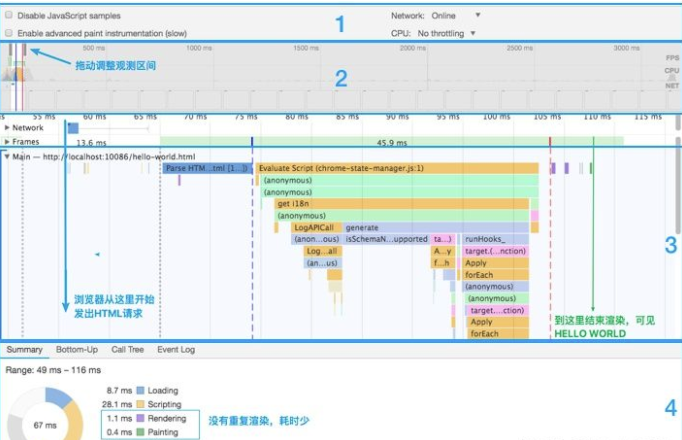 Disable JavaScript samples
Network: Online
Enable advanced paint instrumentation (slow)
CPU: No throttling
1
500 ms 1000 ms 1500 ms 2000 ms 2500 ms 3000 ms
拖动调整观测区间
2
FPS
CPU
NET
55 ms 60 ms 65 ms 70 ms 75 ms 80 ms 85 ms 90 ms 95 ms 100 ms 105 ms 110 ms 115 ms
Network
Frames 13.6 ms 45.9 ms
Main — http://localhost:10086/hello-world.html
Parse HTM...tml [1...]) Evaluate Script (chrome-state-manager.js:1)
(anonymous)
(anonymous)
get i18n
(anonymous)
LogAPICall generate
(anon...ous) isSchemaN...upported ta...) runHooks_
Log...all A...y target.(...nction)
(an...us) f...h Apply
forEach
(anonymous)
(anonymous)
target....ction)
Apply
forEach
3
浏览器从这里开始
发出HTML请求
到这里结束渲染，可见
HELLO WORLD
Summary Bottom-Up Call Tree Event Log
Range: 49 ms – 116 ms
67 ms
8.7 ms Loading
28.1 ms Scripting
1.1 ms Rendering
0.4 ms Painting
没有重复渲染，耗时少
4